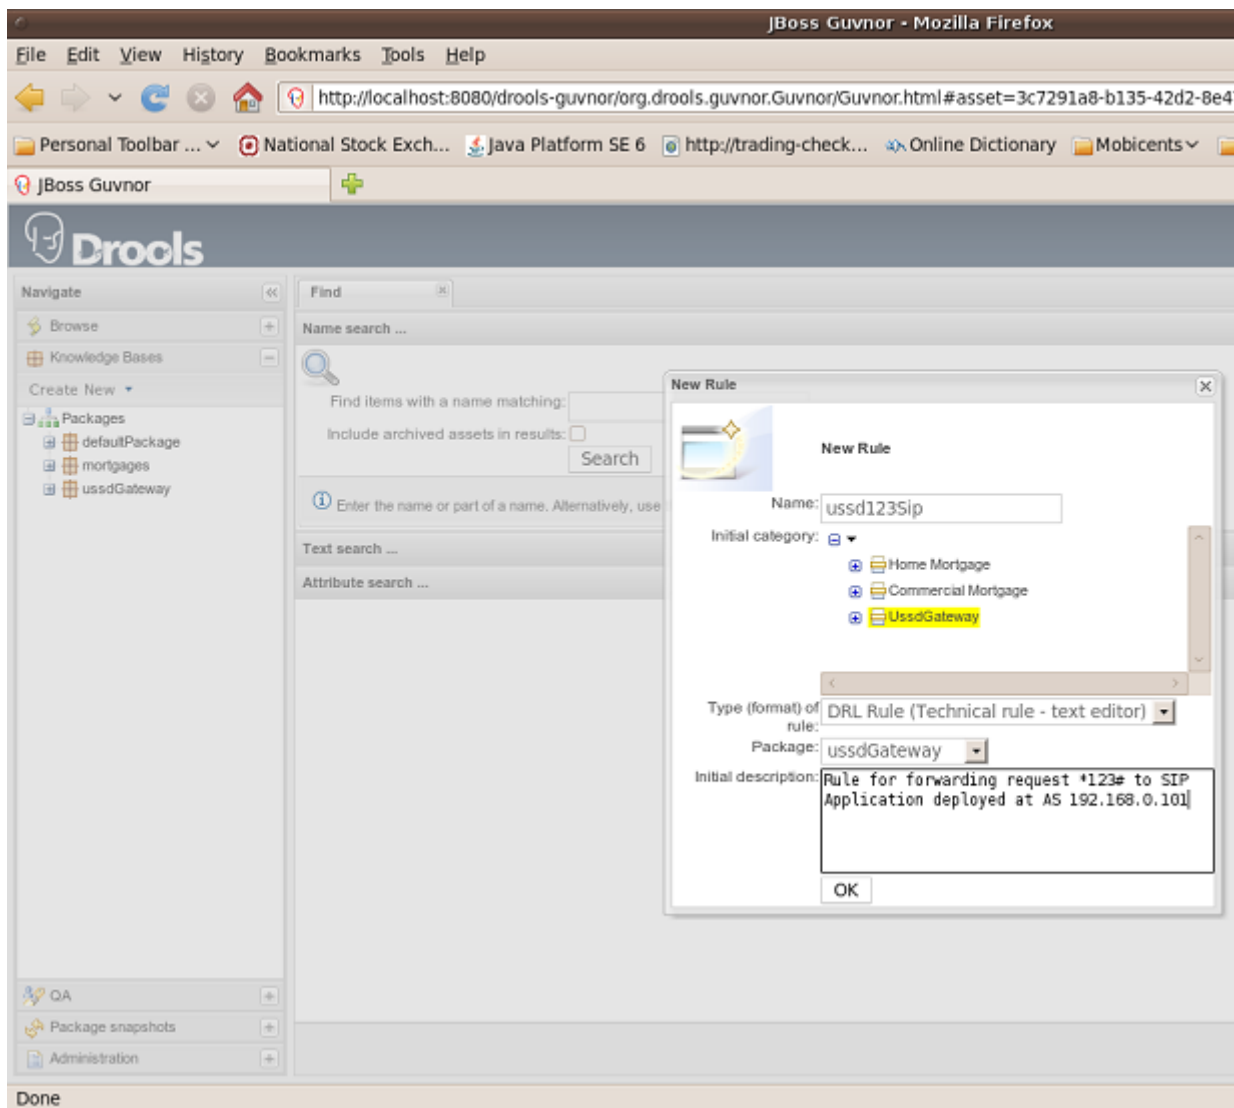 JBoss Guvnor - Mozilla Firefox
File Edit View History Bookmarks Tools Help
http://localhost:8080/drools-guvnor/org.drools.guvnor.Guvnor/Guvnor.html#asset=3c7291a8-b135-42d2-8e4
Personal Toolbar ... National Stock Exch... Java Platform SE 6 http://trading-check... Online Dictionary Mobicents
JBoss Guvnor
Drools
Navigate
Find
Browse
Name search ...
Knowledge Bases
Create New
Find items with a name matching:
Packages
Include archived assets in results:
defaultPackage
Search
mortgages
ussdGateway
Enter the name or part of a name. Alternatively, use
Text search ...
Attribute search ...
New Rule
New Rule
Name: ussd123Sip
Initial category:
Home Mortgage
Commercial Mortgage
UssdGateway
Type (format) of rule: DRL Rule (Technical rule - text editor)
Package: ussdGateway
Initial description: Rule for forwarding request *123# to SIP
Application deployed at AS 192.168.0.101
OK
QA
Package snapshots
Administration
Done